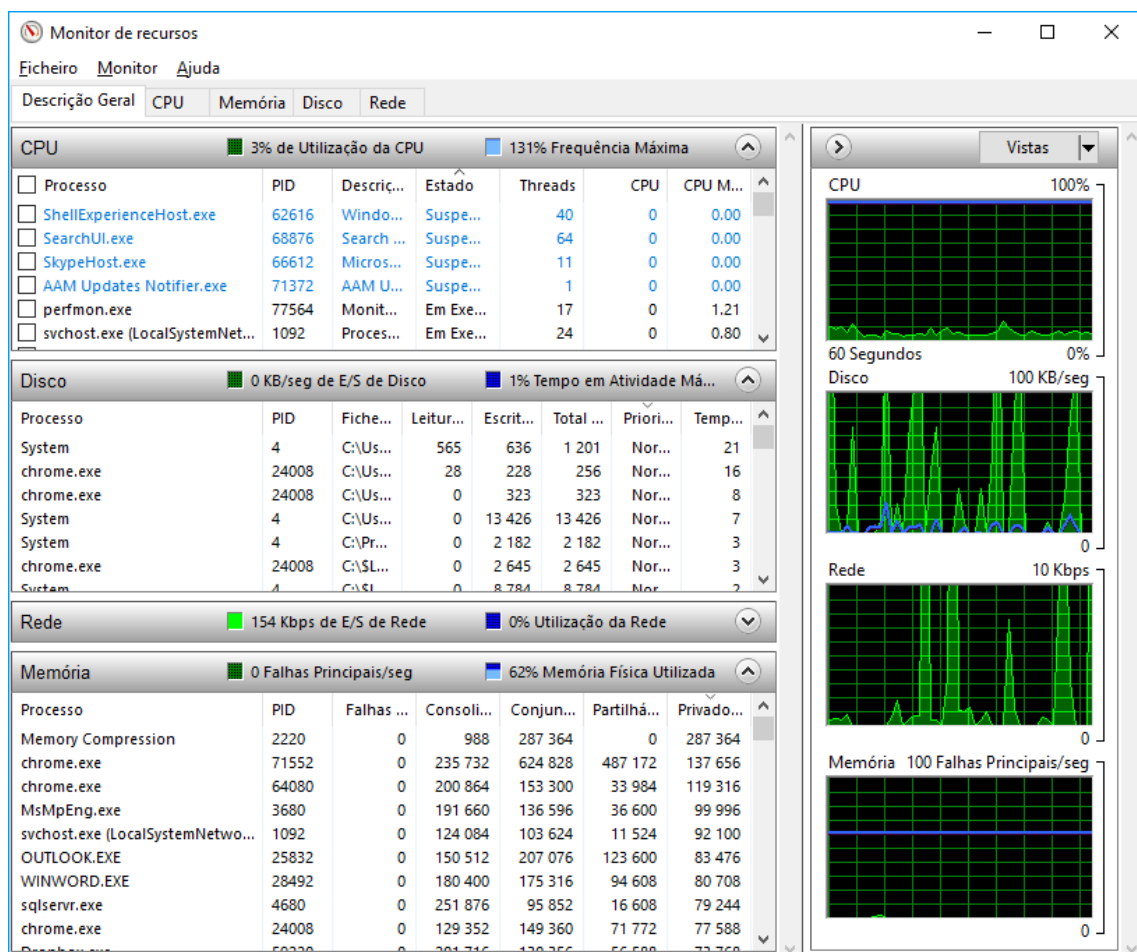 Monitor de recursos
Ficheiro Monitor Ajuda
Descrição Geral CPU Memória Disco Rede
CPU 3% de Utilização da CPU 131% Frequência Máxima
Processo PID Descriç... Estado Threads CPU CPU M...
ShellExperienceHost.exe 62616 Windo... Suspe... 40 0 0.00
SearchUI.exe 68876 Search ... Suspe... 64 0 0.00
SkypeHost.exe 66612 Micros... Suspe... 11 0 0.00
AAM Updates Notifier.exe 71372 AAM U... Suspe... 1 0 0.00
perfmon.exe 77564 Monit... Em Exe... 17 0 1.21
svchost.exe (LocalSystemNet... 1092 Proces... Em Exe... 24 0 0.80
Disco 0 KB/seg de E/S de Disco 1% Tempo em Atividade Má...
Processo PID Fiche... Leitur... Escrit... Total ... Priori... Temp...
System 4 C:\Us... 565 636 1 201 Nor... 21
chrome.exe 24008 C:\Us... 28 228 256 Nor... 16
chrome.exe 24008 C:\Us... 0 323 323 Nor... 8
System 4 C:\Us... 0 13 426 13 426 Nor... 7
System 4 C:\Pr... 0 2 182 2 182 Nor... 3
chrome.exe 24008 C:\$L... 0 2 645 2 645 Nor... 3
System 4 C:\$L... 0 8 784 8 784 Nor... 2
Rede 154 Kbps de E/S de Rede 0% Utilização da Rede
Memória 0 Falhas Principais/seg 62% Memória Física Utilizada
Processo PID Falhas ... Consoli... Conjun... Partilhá... Privado...
Memory Compression 2220 0 988 287 364 0 287 364
chrome.exe 71552 0 235 732 624 828 487 172 137 656
chrome.exe 64080 0 200 864 153 300 33 984 119 316
MsMpEng.exe 3680 0 191 660 136 596 36 600 99 996
svchost.exe (LocalSystemNetwo... 1092 0 124 084 103 624 11 524 92 100
OUTLOOK.EXE 25832 0 150 512 207 076 123 600 83 476
WINWORD.EXE 28492 0 180 400 175 316 94 608 80 708
sqlservr.exe 4680 0 251 876 95 852 16 608 79 244
chrome.exe 24008 0 129 352 149 360 71 772 77 588
Vistas
CPU 100%
60 Segundos 0%
Disco 100 KB/seg
0
Rede 10 Kbps
0
Memória 100 Falhas Principais/seg
0